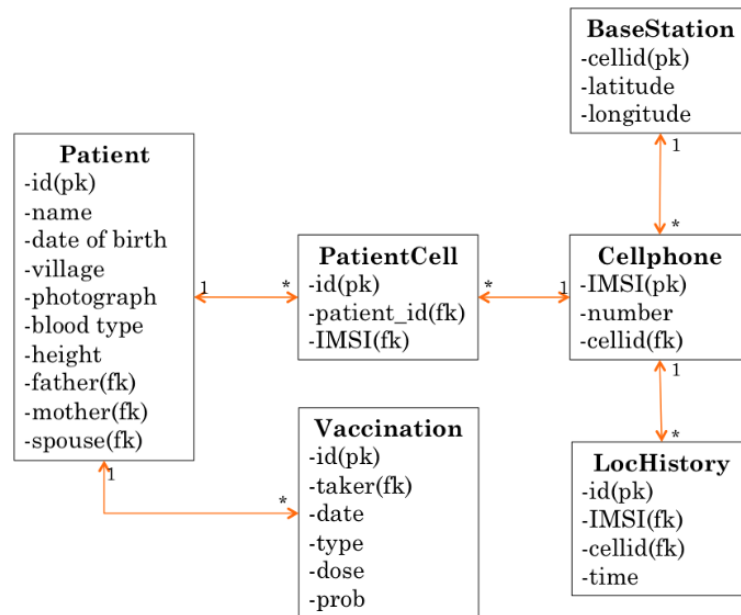 BaseStation
-cellid(pk)
-latitude
-longitude
1
*
Patient
-id(pk)
-name
-date of birth
-village
-photograph
-blood type
-height
-father(fk)
-mother(fk)
-spouse(fk)
1
*
PatientCell
-id(pk)
-patient_id(fk)
-IMSI(fk)
*
1
Cellphone
-IMSI(pk)
-number
-cellid(fk)
1
*
Vaccination
-id(pk)
-taker(fk)
-date
-type
-dose
-prob
1
*
LocHistory
-id(pk)
-IMSI(fk)
-cellid(fk)
-time